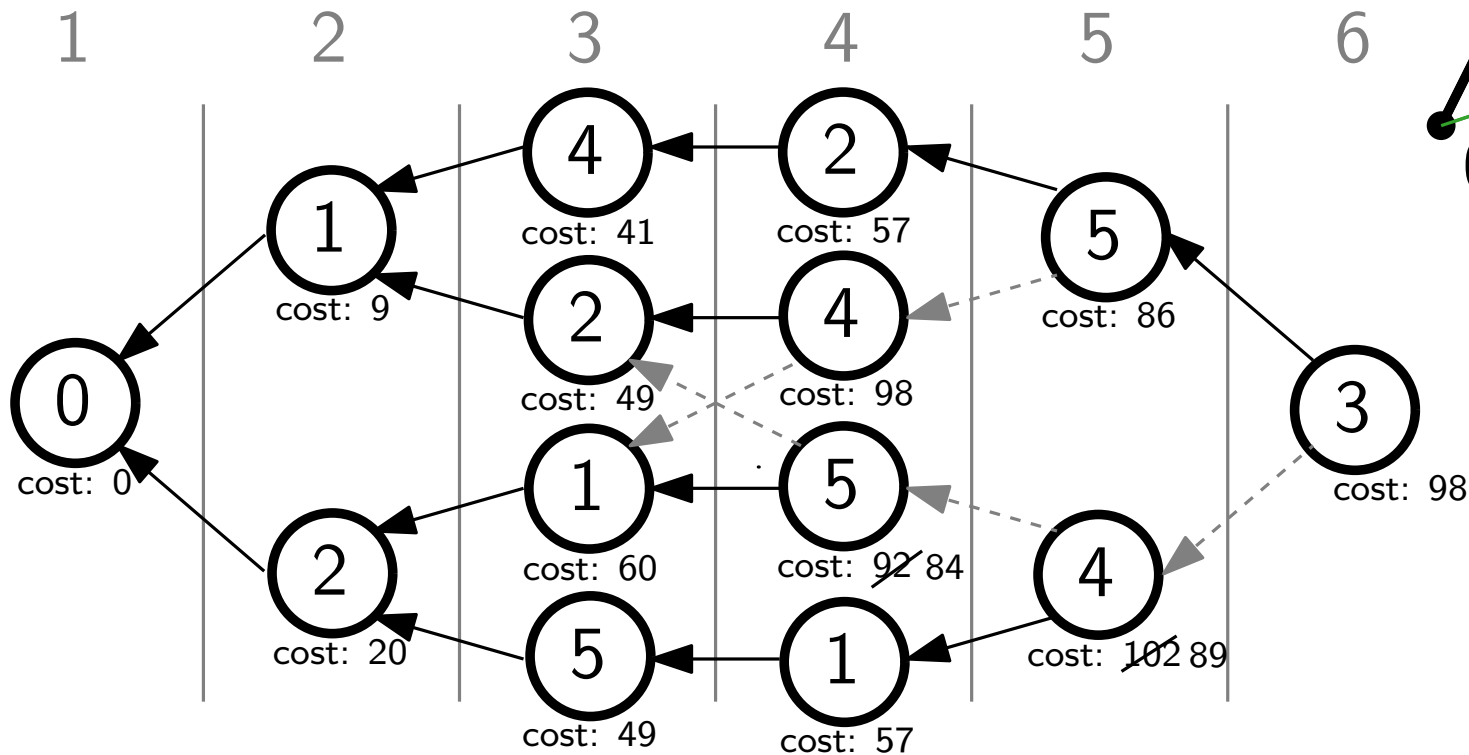 1 2 3 4 5 6
4
cost: 41
2
cost: 57
1
cost: 9
5
cost: 86
2
cost: 49
4
cost: 98
0
cost: 0
3
cost: 98
1
cost: 60
5
cost: 92 84
2
cost: 20
4
cost: 102 89
5
cost: 49
1
cost: 57